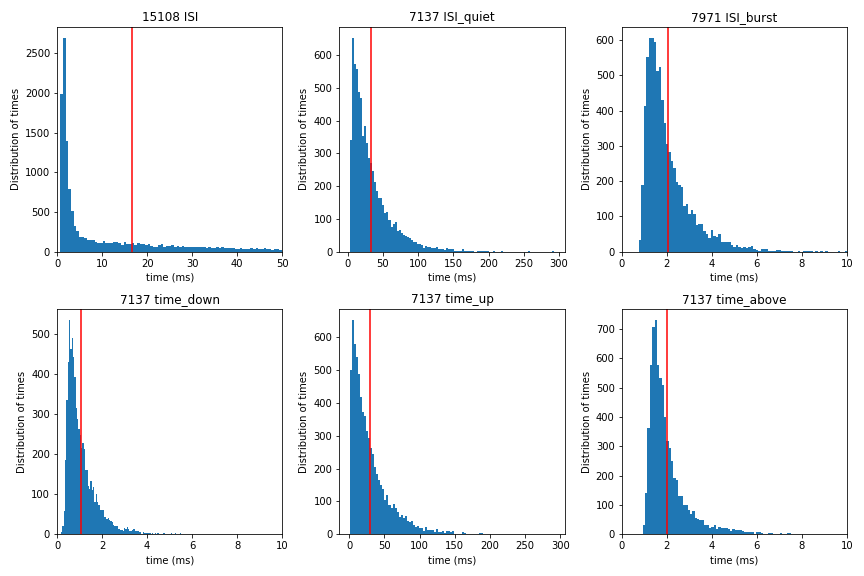 15108 ISI
7137 ISI_quiet
7971 ISI_burst
Distribution of times
2500
2000
1500
1000
500
0
0 10 20 30 40 50
time (ms)
Distribution of times
600
500
400
300
200
100
0
0 50 100 150 200 250 300
time (ms)
Distribution of times
600
500
400
300
200
100
0
0 2 4 6 8 10
time (ms)
7137 time_down
7137 time_up
7137 time_above
Distribution of times
500
400
300
200
100
0
0 2 4 6 8 10
time (ms)
Distribution of times
600
500
400
300
200
100
0
0 50 100 150 200 250 300
time (ms)
Distribution of times
700
600
500
400
300
200
100
0
0 2 4 6 8 10
time (ms)